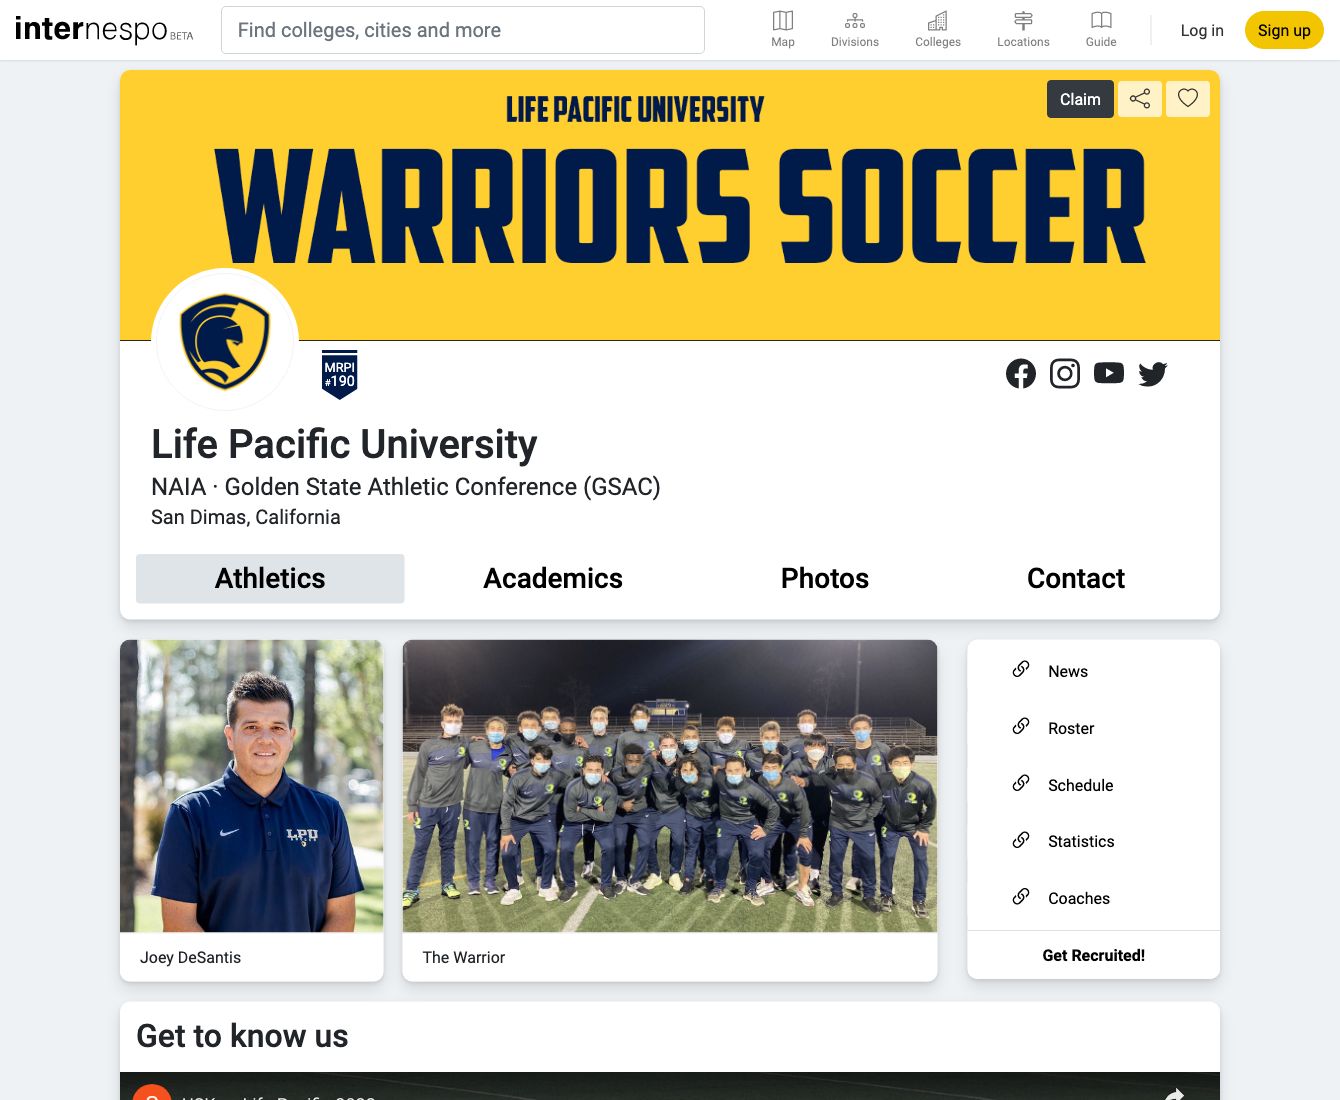 internespo BETA
Find colleges, cities and more
Map
Divisions
Colleges
Locations
Guide
Log in
Sign up
Claim
LIFE PACIFIC UNIVERSITY
WARRIORS SOCCER
MRPI
#190
Life Pacific University
NAIA · Golden State Athletic Conference (GSAC)
San Dimas, California
Athletics
Academics
Photos
Contact
LPU
Joey DeSantis
The Warrior
News
Roster
Schedule
Statistics
Coaches
Get Recruited!
Get to know us